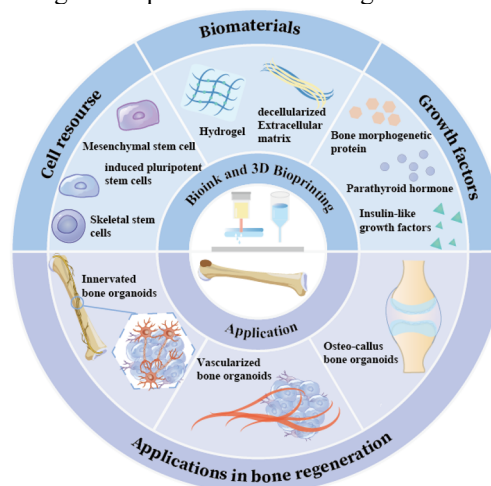 Biomaterials
Cell resourse
Growth factors
Mesenchymal stem cell
induced pluripotent
stem cells
Skeletal stem
cells
Hydrogel
decellularized
Extracellular
matrix
Bone morphogenetic
protein
Parathyroid hormone
Insulin-like
growth factors
Bioink and 3D Bioprinting
Application
Innervated
bone organoids
Vascularized
bone organoids
Osteo-callus
bone organoids
Applications in bone regeneration